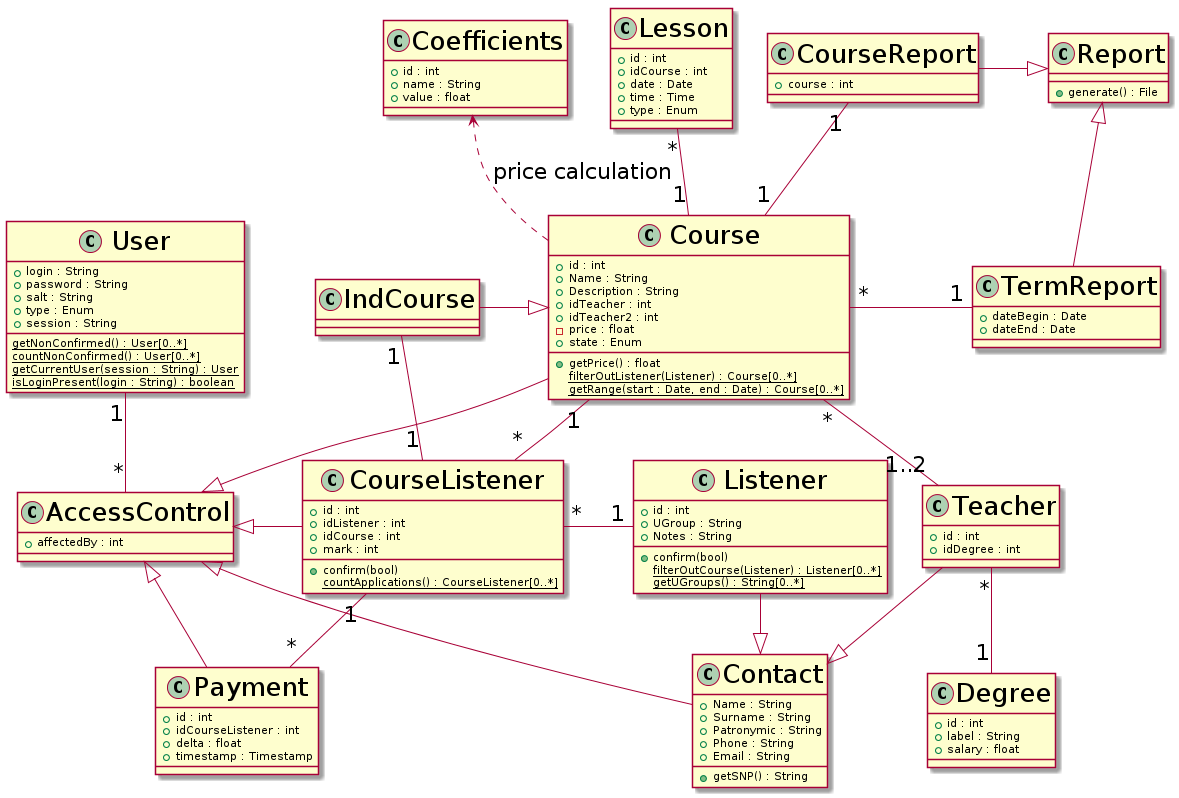 C Coefficients
id : int
name : String
value : float
C Lesson
id : int
idCourse : int
date : Date
time : Time
type : Enum
C CourseReport
course : int
C Report
generate() : File
*
1
price calculation
1
1
C User
login : String
password : String
salt : String
type : Enum
session : String
getNonConfirmed() : User[0..*]
countNonConfirmed() : User[0..*]
getCurrentUser(session : String) : User
isLoginPresent(login : String) : boolean
C IndCourse
C Course
id : int
Name : String
Description : String
idTeacher : int
idTeacher2 : int
price : float
state : Enum
getPrice() : float
filterOutListener(Listener) : Course[0..*]
getRange(start : Date, end : Date) : Course[0..*]
*
1
C TermReport
dateBegin : Date
dateEnd : Date
1
*
1
1
1
*
*
1..2
C AccessControl
affectedBy : int
C CourseListener
id : int
idListener : int
idCourse : int
mark : int
confirm(bool)
countApplications() : CourseListener[0..*]
*
1
C Listener
id : int
UGroup : String
Notes : String
confirm(bool)
filterOutCourse(Listener) : Listener[0..*]
getUGroups() : String[0..*]
C Teacher
id : int
idDegree : int
1
*
*
1
C Payment
id : int
idCourseListener : int
delta : float
timestamp : Timestamp
C Contact
Name : String
Surname : String
Patronymic : String
Phone : String
Email : String
getSNP() : String
C Degree
id : int
label : String
salary : float